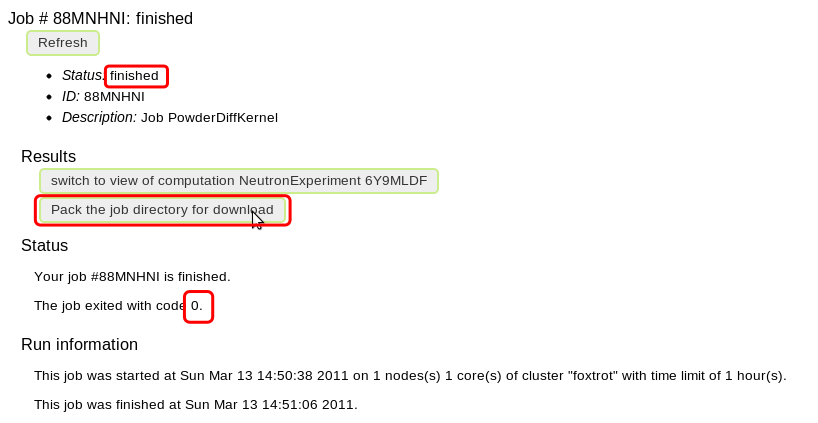 Job # 88MNHNI: finished
Refresh
Status: finished
ID: 88MNHNI
Description: Job PowderDiffKernel
Results
switch to view of computation NeutronExperiment 6Y9MLDF
Pack the job directory for download
Status
Your job #88MNHNI is finished.
The job exited with code 0.
Run information
This job was started at Sun Mar 13 14:50:38 2011 on 1 nodes(s) 1 core(s) of cluster "foxtrot" with time limit of 1 hour(s).
This job was finished at Sun Mar 13 14:51:06 2011.